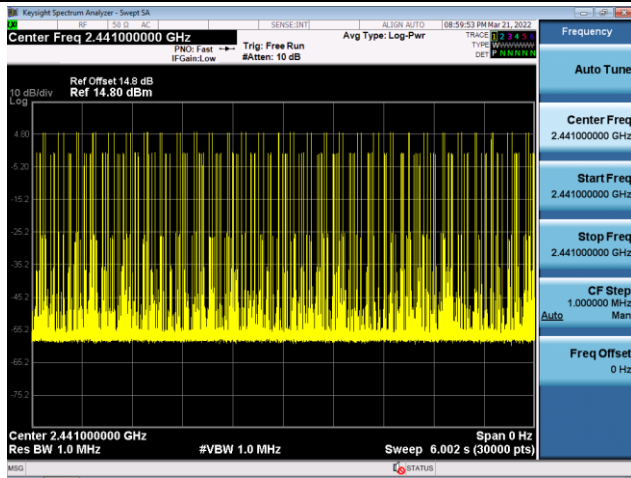 Keysight Spectrum Analyzer - Swept SA
RF 50 Ω AC SENSE:INT ALIGN AUTO 08:59:53 PM Mar 21, 2022
Center Freq 2.441000000 GHz
PNO: Fast
IFGain:Low
Trig: Free Run
#Atten: 10 dB
Avg Type: Log-Pwr
TRACE 1 2 3 4 5 6
TYPE WWWWWW
DET P NNNNN
Ref Offset 14.8 dB
10 dB/div Ref 14.80 dBm
Log
4.80
-5.20
-15.2
-25.2
-35.2
-45.2
-55.2
-65.2
-75.2
Center 2.441000000 GHz Span 0 Hz
Res BW 1.0 MHz #VBW 1.0 MHz Sweep 6.002 s (30000 pts)
MSG STATUS
Frequency
Auto Tune
Center Freq
2.441000000 GHz
Start Freq
2.441000000 GHz
Stop Freq
2.441000000 GHz
CF Step
1.000000 MHz
Auto Man
Freq Offset
0 Hz